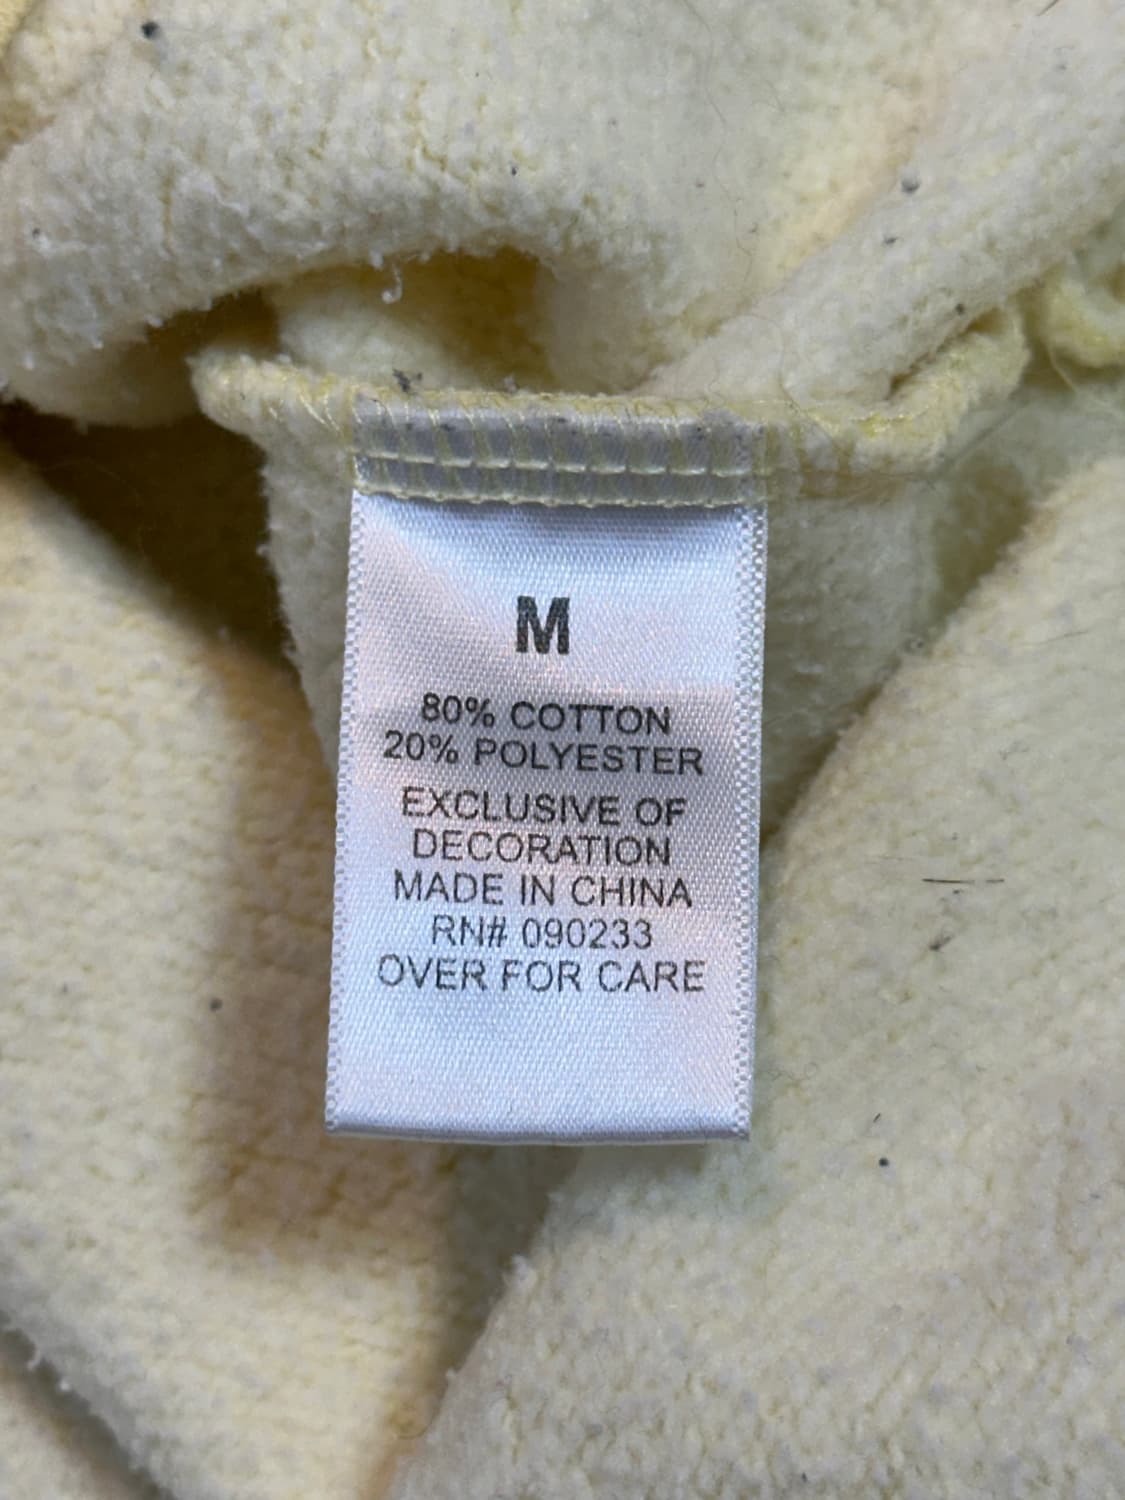 M
80% COTTON
20% POLYESTER
EXCLUSIVE OF
DECORATION
MADE IN CHINA
RN# 090233
OVER FOR CARE